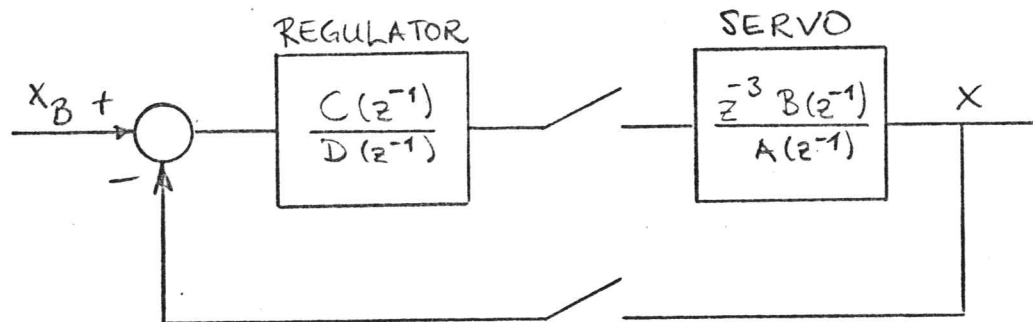 REGULATOR
SERVO
x_B +
C(z⁻¹)
D(z⁻¹)
z⁻³ B(z⁻¹)
A(z⁻¹)
X
−